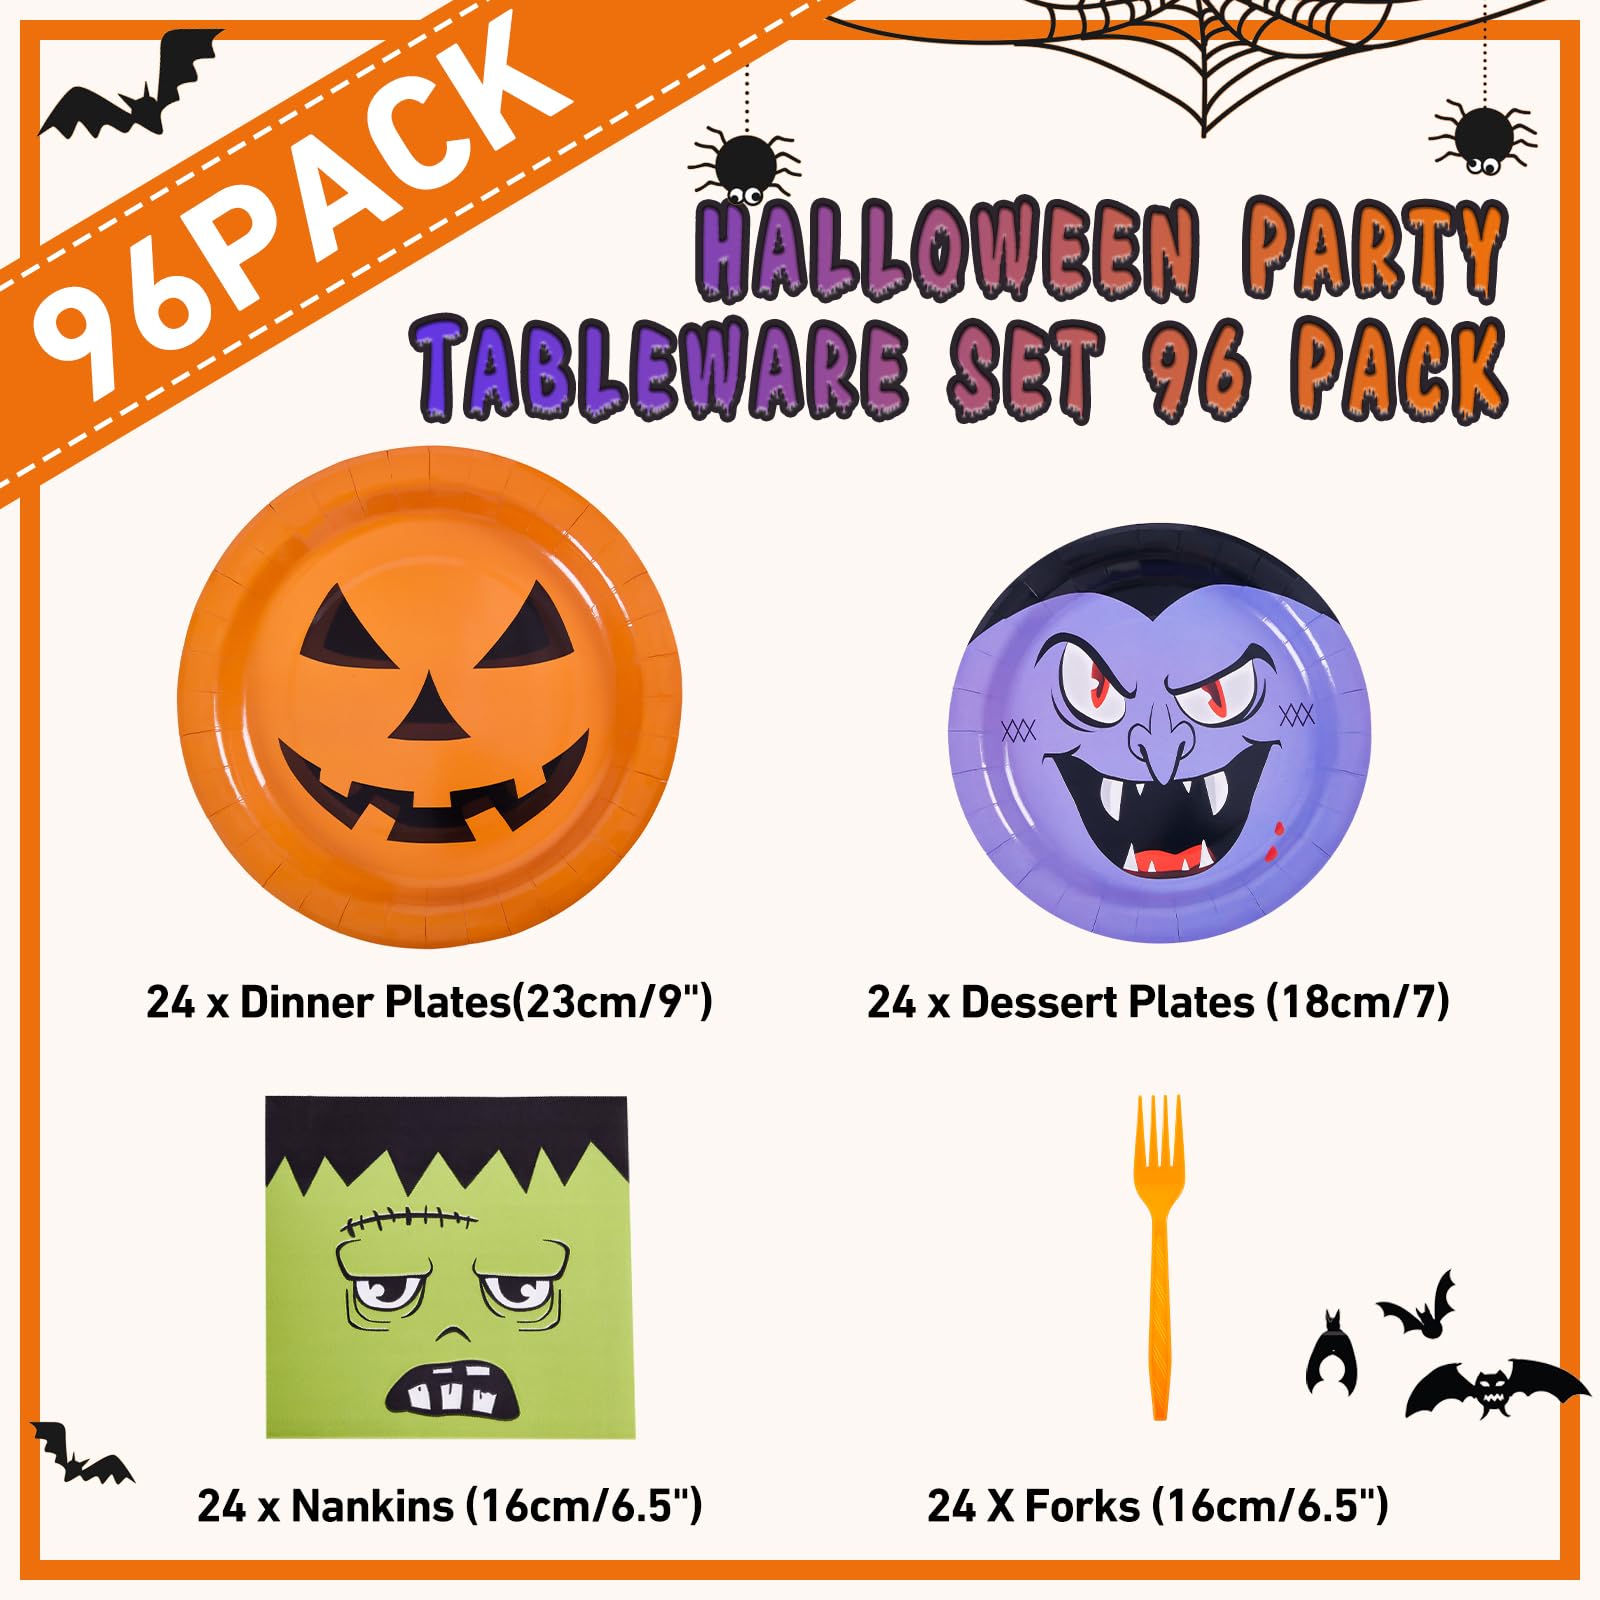 96PACK
HALLOWEEN PARTY
TABLEWARE SET 96 PACK
24 x Dinner Plates(23cm/9")
24 x Dessert Plates (18cm/7)
24 x Nankins (16cm/6.5")
24 X Forks (16cm/6.5")